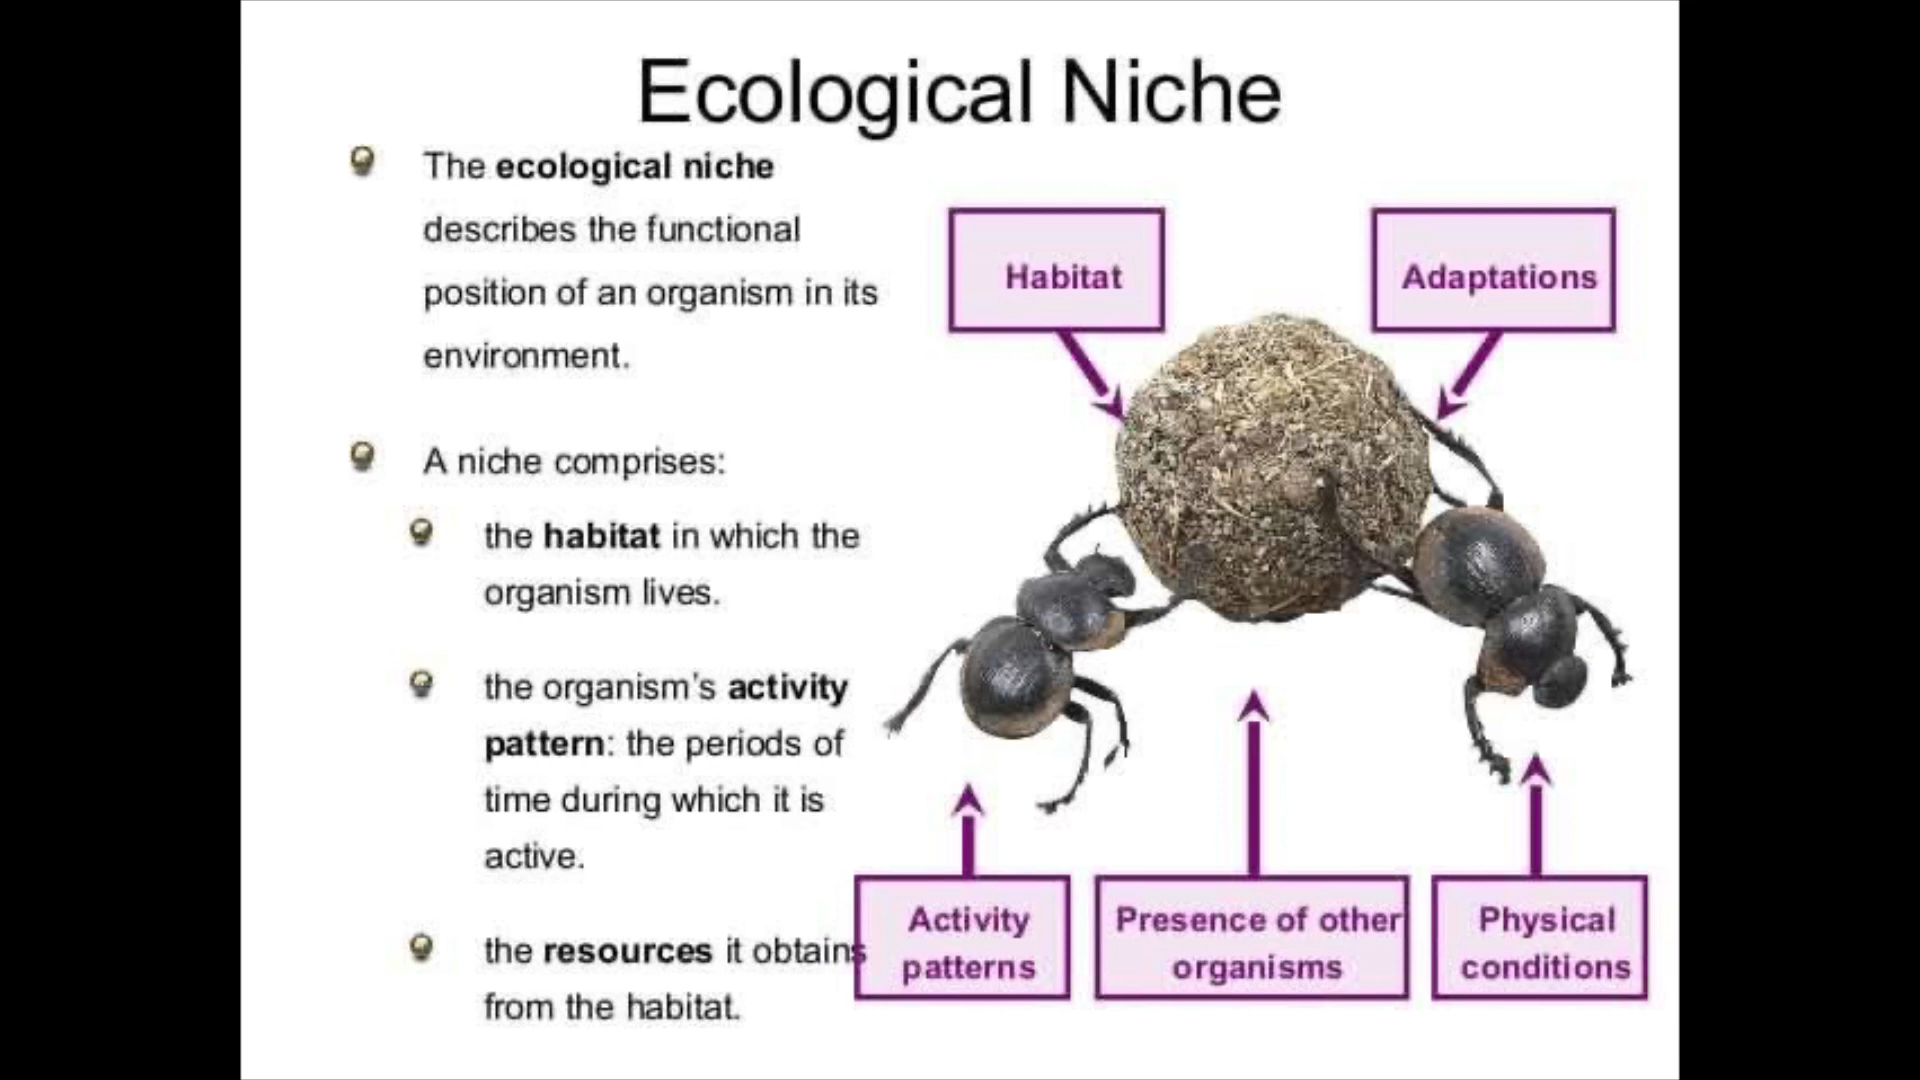 Ecological Niche
The ecological niche
describes the functional
position of an organism in its
environment.
A niche comprises:
the habitat in which the
organism lives.
the organism's activity
pattern: the periods of
time during which it is
active.
the resources it obtains
from the habitat.
Habitat
Adaptations
Activity
patterns
Presence of other
organisms
Physical
conditions